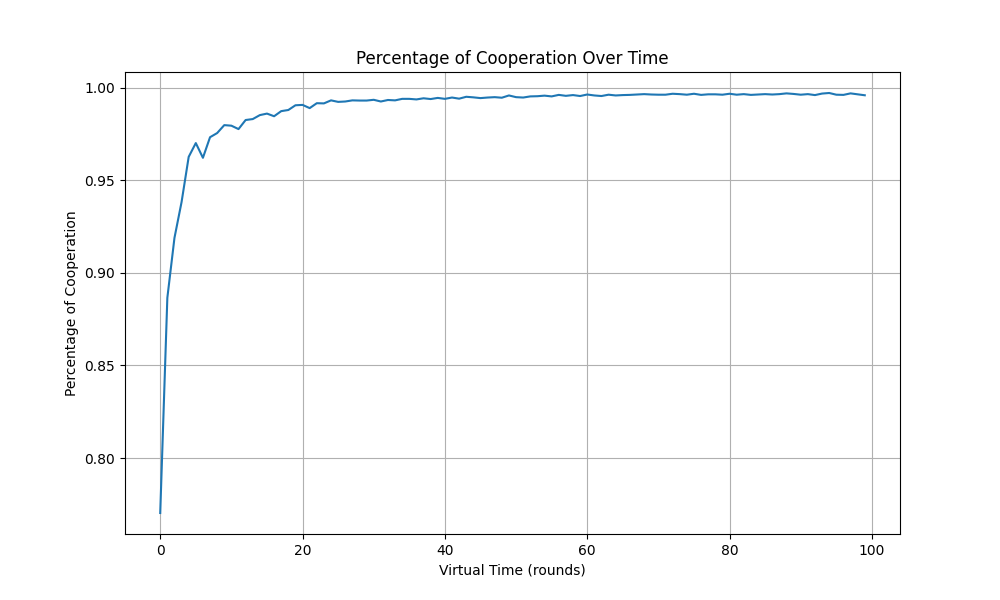 Percentage of Cooperation Over Time
1.00
0.95
0.90
0.85
0.80
Percentage of Cooperation
0 20 40 60 80 100
Virtual Time (rounds)